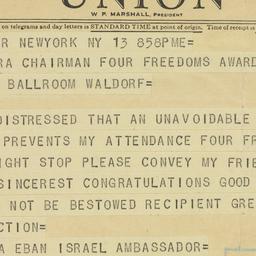 UNION
W. P. MARSHALL, PRESIDENT
on telegrams and day letters is STANDARD TIME at point of origin. Time of receipt is
R NEWYORK NY 13 858PME=
RA CHAIRMAN FOUR FREEDOMS AWARD
BALLROOM WALDORF=
DISTRESSED THAT AN UNAVOIDABLE
PREVENTS MY ATTENDANCE FOUR FR
IGHT STOP PLEASE CONVEY MY FRIE
SINCEREST CONGRATULATIONS GOOD
NOT BE BESTOWED RECIPIENT GRE
CTION=
A EBAN ISRAEL AMBASSADOR=